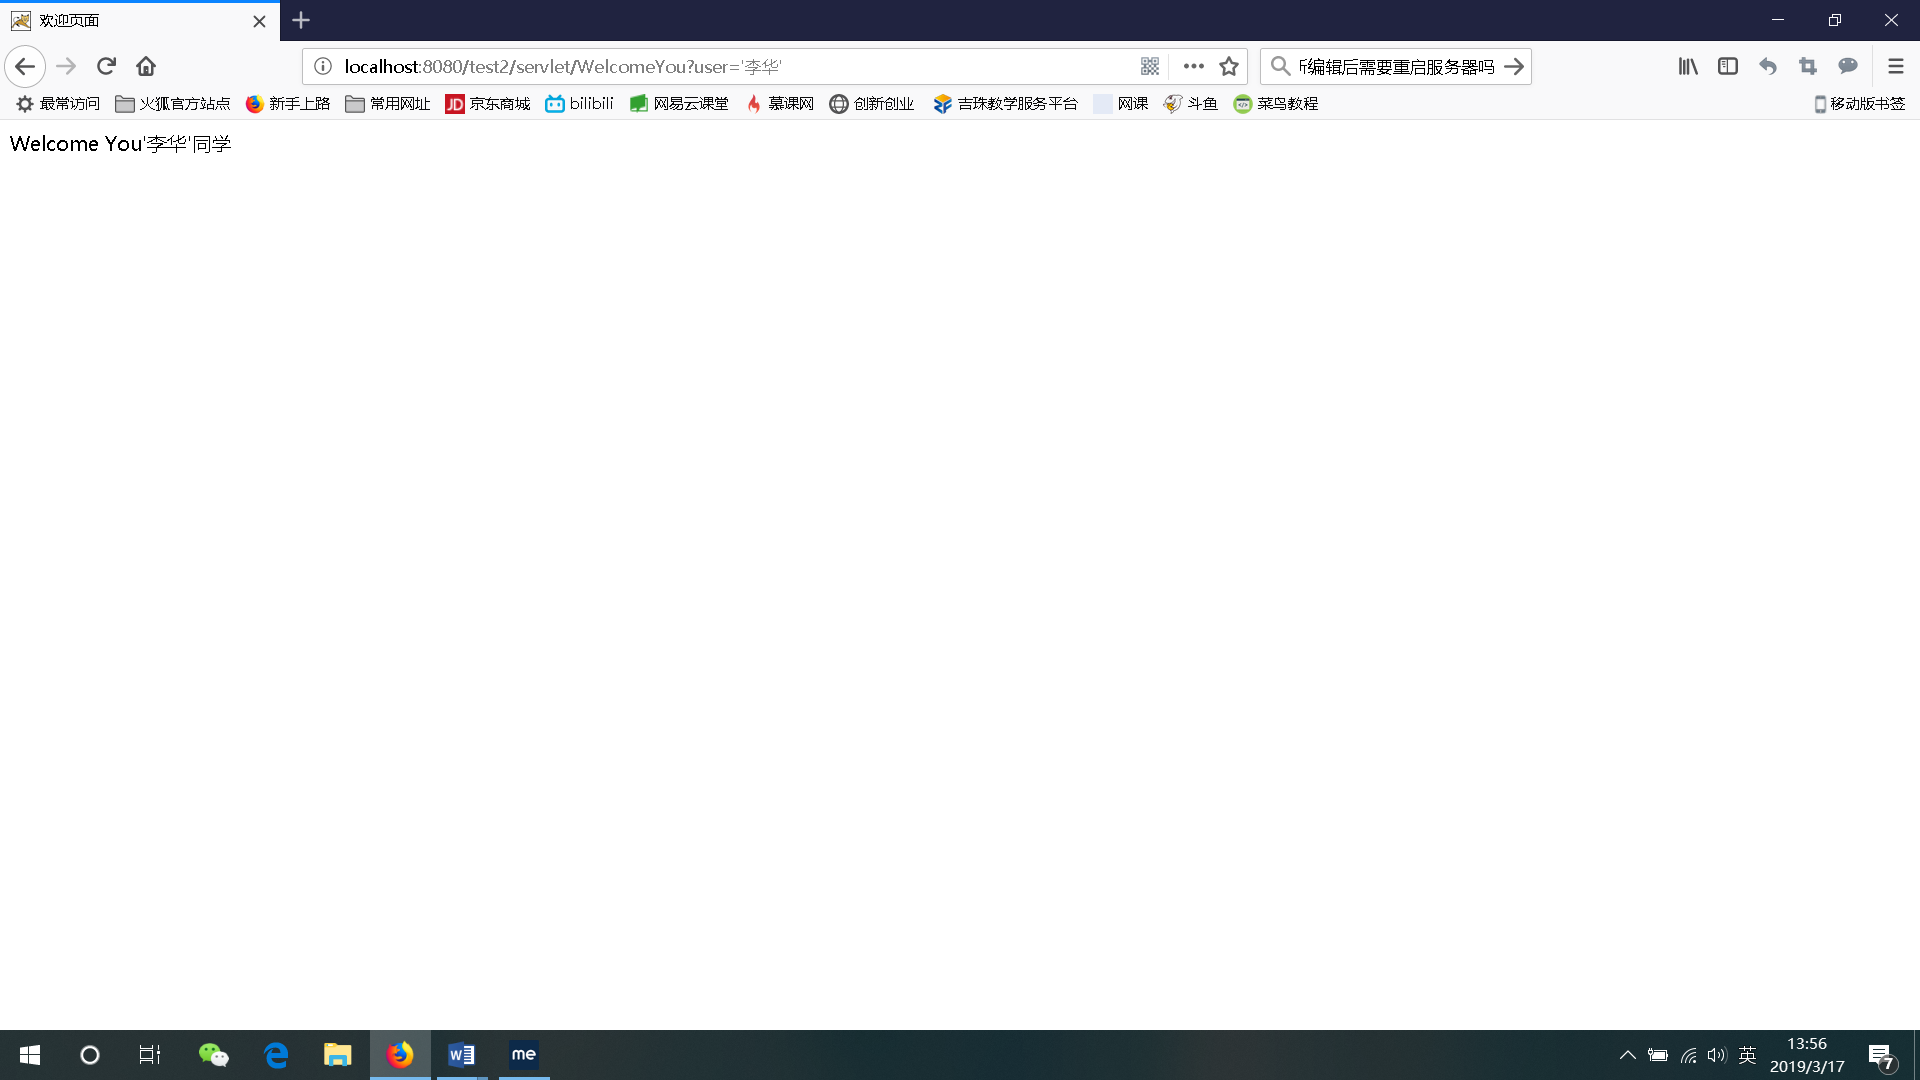 欢迎页面
localhost:8080/test2/servlet/WelcomeYou?user='李华'
编辑后需要重启服务器吗
最常访问 火狐官方站点 新手上路 常用网址 JD 京东商城 bilibili 网易云课堂 慕课网 创新创业 吉珠教学服务平台 网课 斗鱼 菜鸟教程 移动版书签
Welcome You'李华'同学
W me
英
13:56
2019/3/17
7